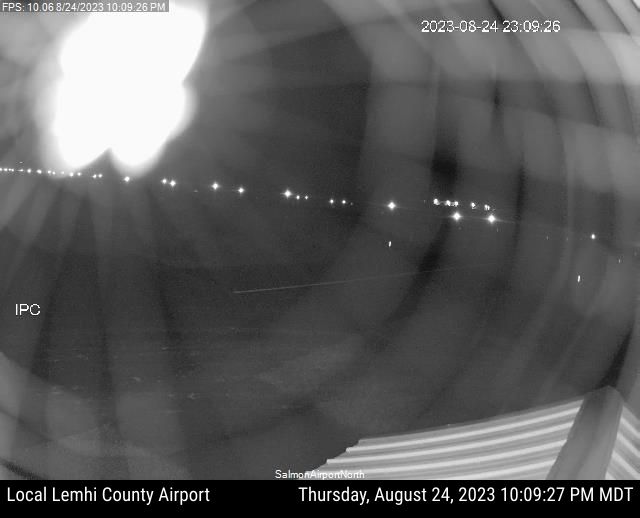 FPS: 10.06 8/24/2023 10:09:26 PM
2023-08-24 23:09:26
IPC
SalmonAirportNorth
Local Lemhi County Airport Thursday, August 24, 2023 10:09:27 PM MDT